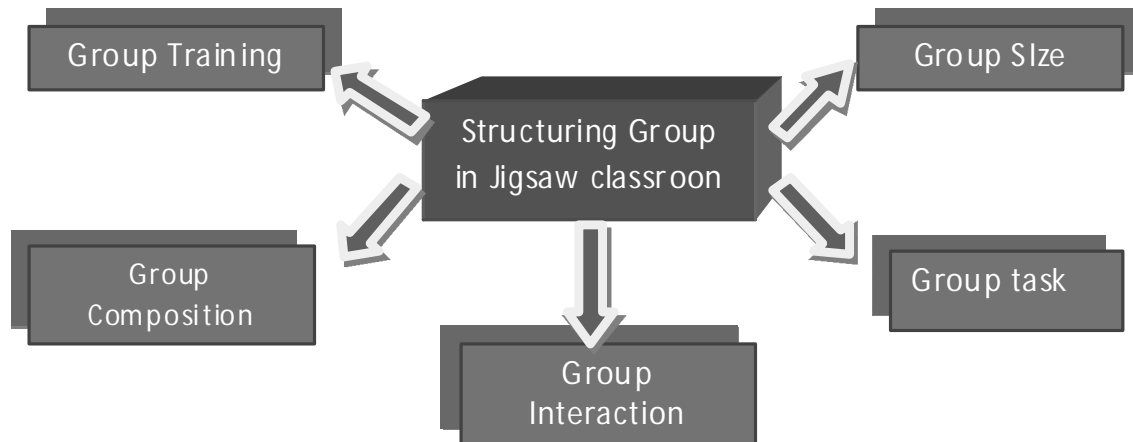 Group Training
Group SIze
Structuring Group
in Jigsaw classroon
Group
Composition
Group task
Group
Interaction